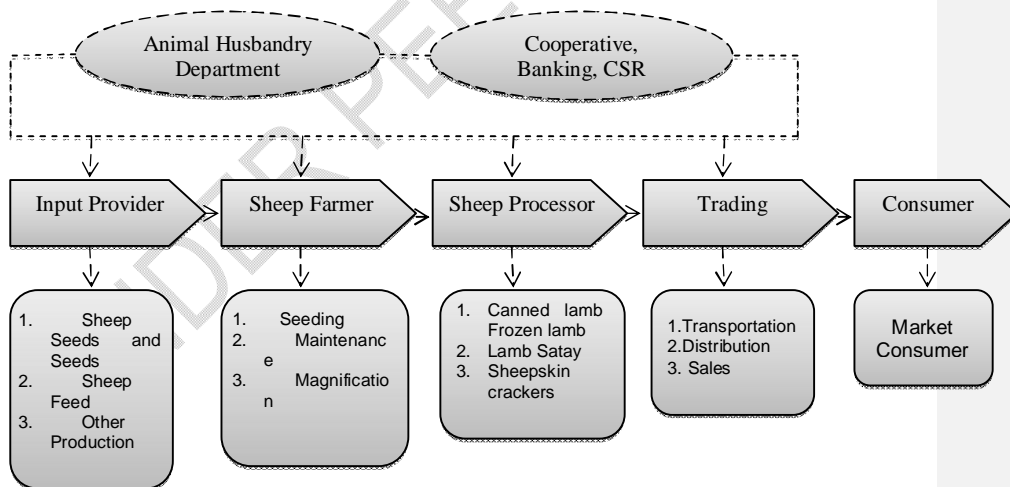 Animal Husbandry
Department
Cooperative,
Banking, CSR
Input Provider
Sheep Farmer
Sheep Processor
Trading
Consumer
1. Sheep
Seeds and
Seeds
2. Sheep
Feed
3. Other
Production
1. Seeding
2. Maintenanc
e
3. Magnificatio
n
1. Canned lamb
Frozen lamb
2. Lamb Satay
3. Sheepskin
crackers
1.Transportation
2.Distribution
3. Sales
Market
Consumer